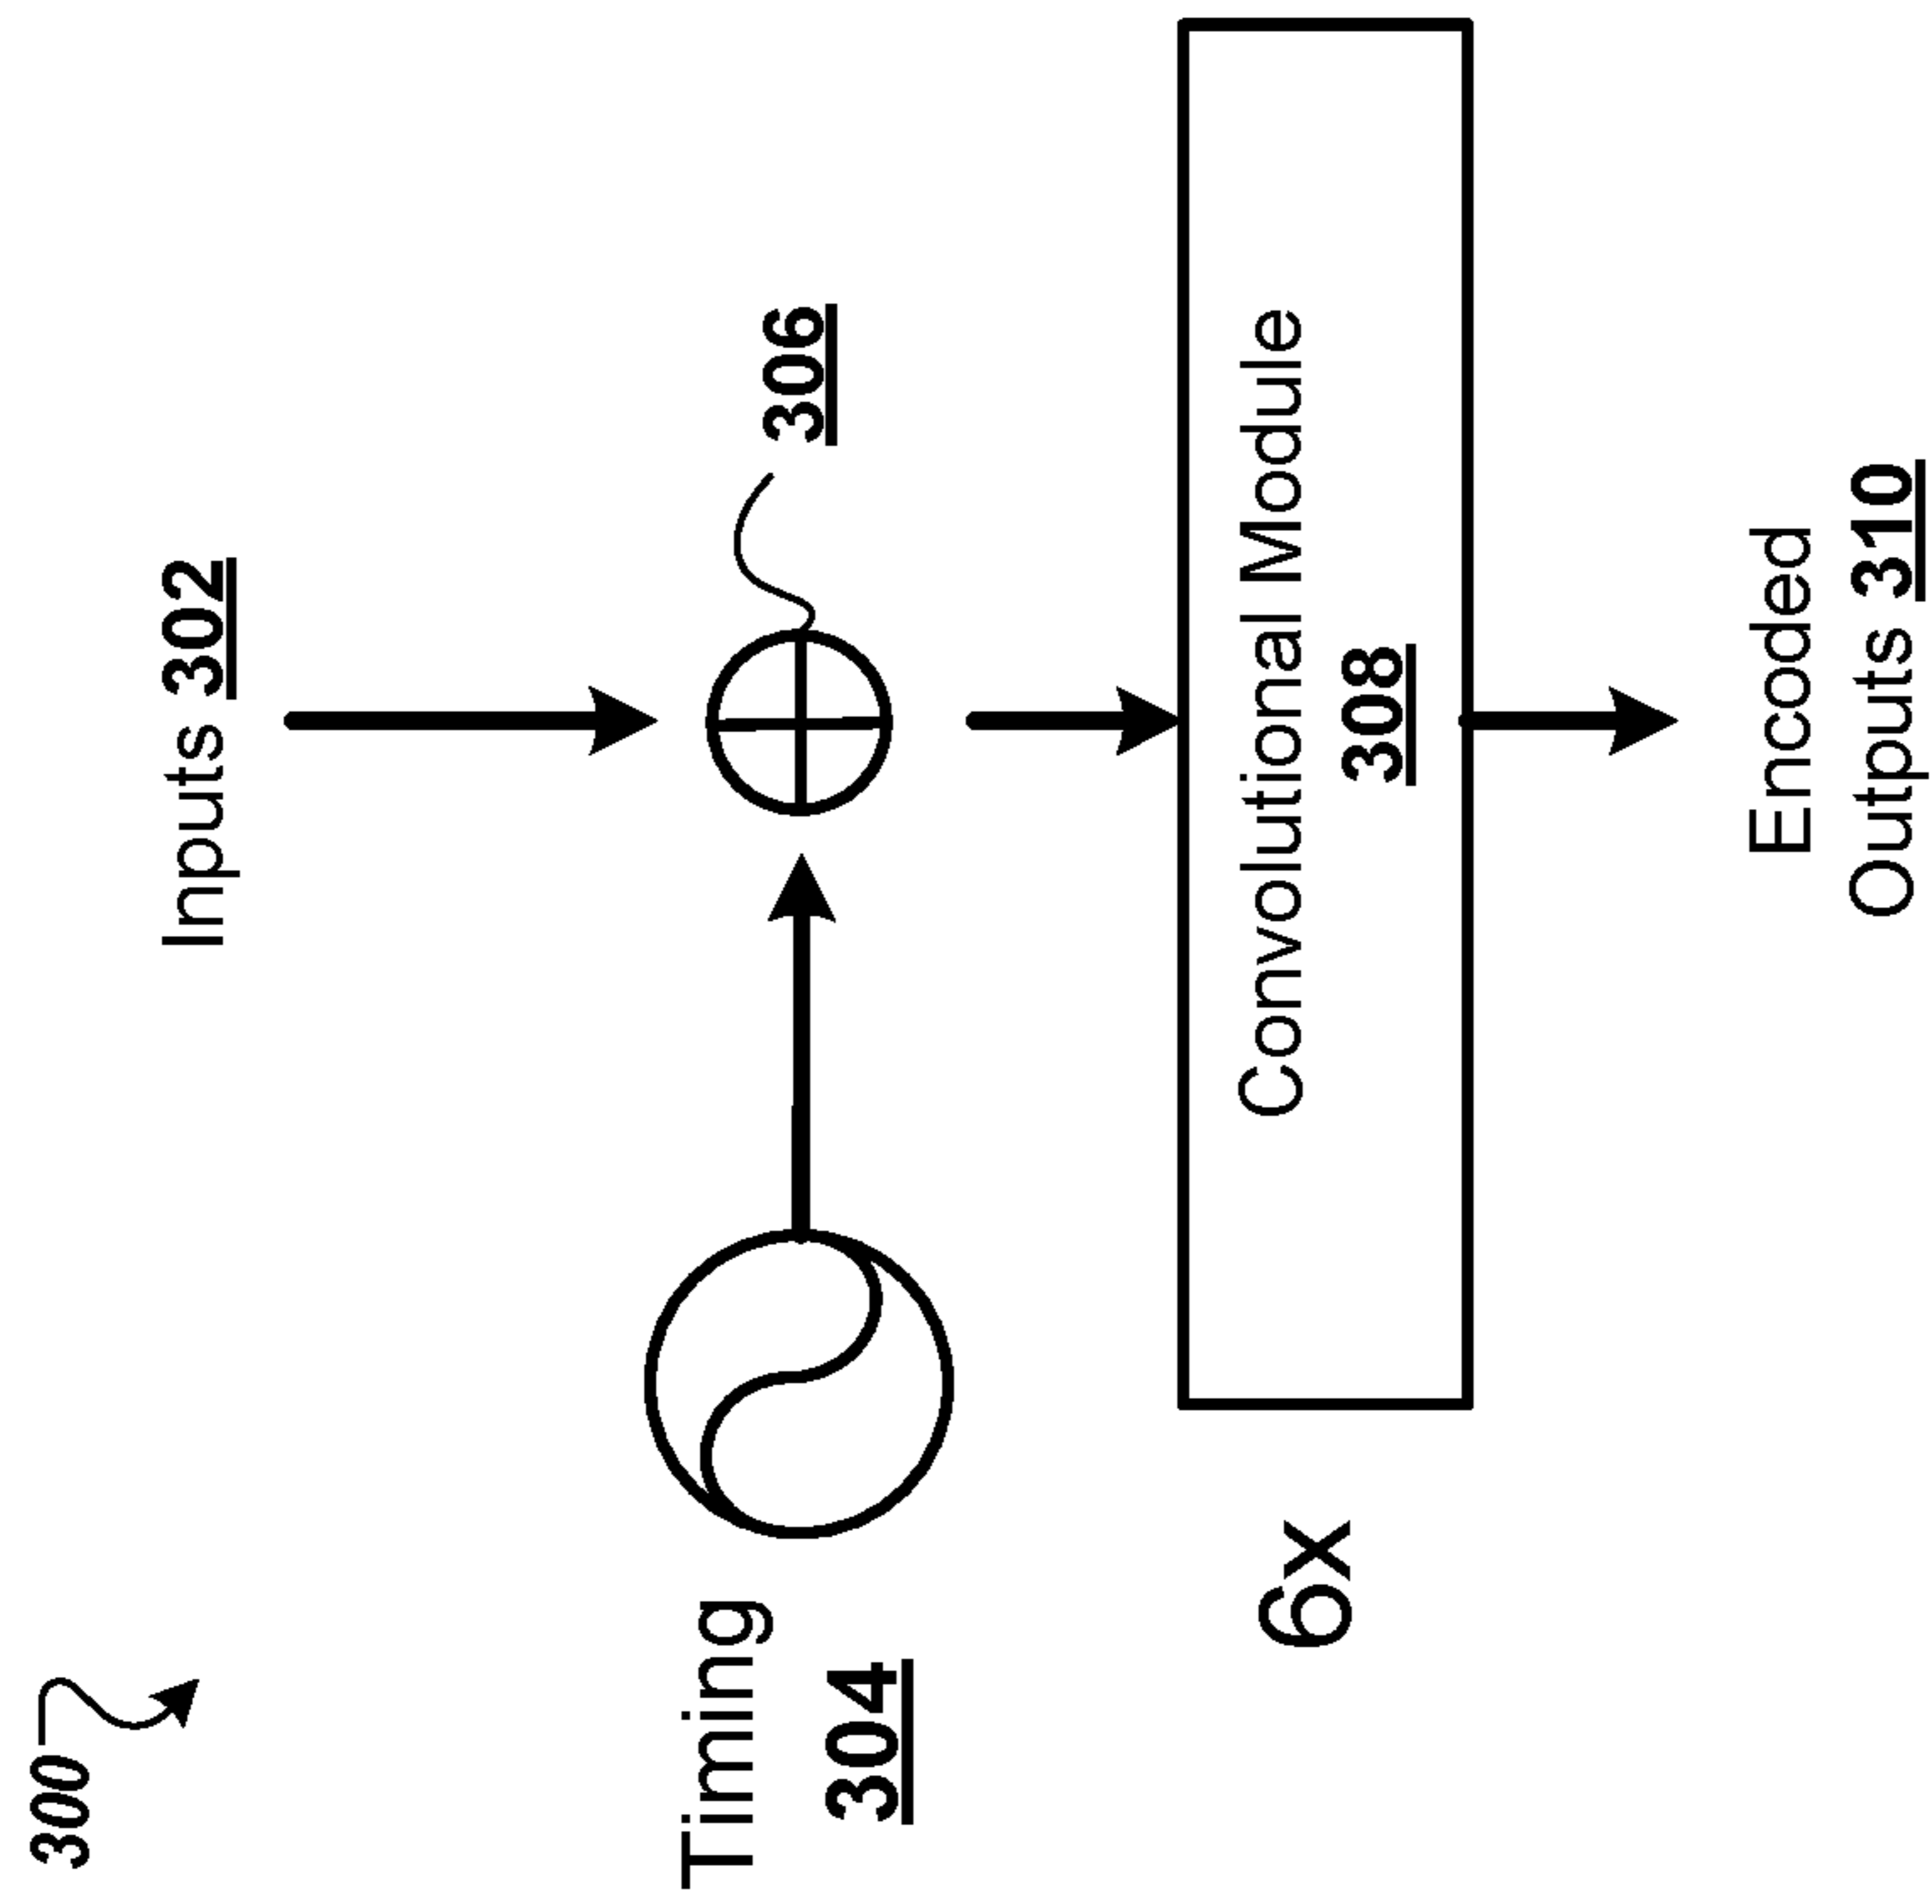 300
Inputs 302
306
Timing
304
Convolutional Module
308
6x
Encoded
Outputs 310